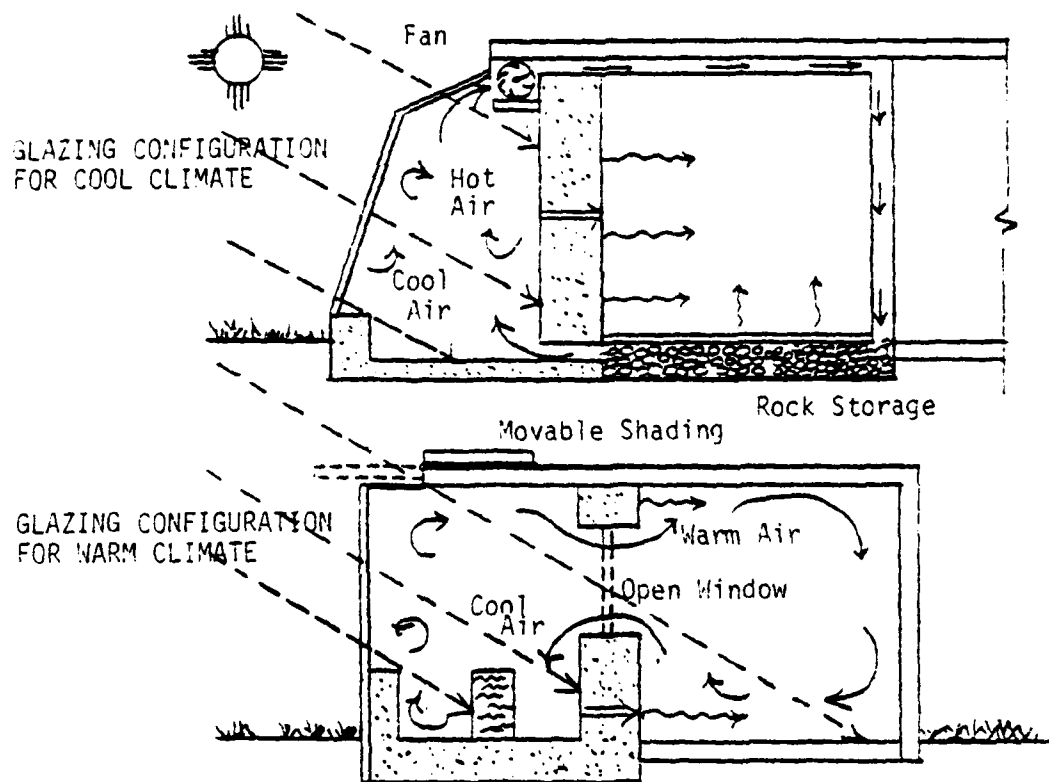 Fan
GLAZING CONFIGURATION
FOR COOL CLIMATE
Hot
Air
Cool
Air
Rock Storage
Movable Shading
GLAZING CONFIGURATION
FOR WARM CLIMATE
Warm Air
Open Window
Cool
Air